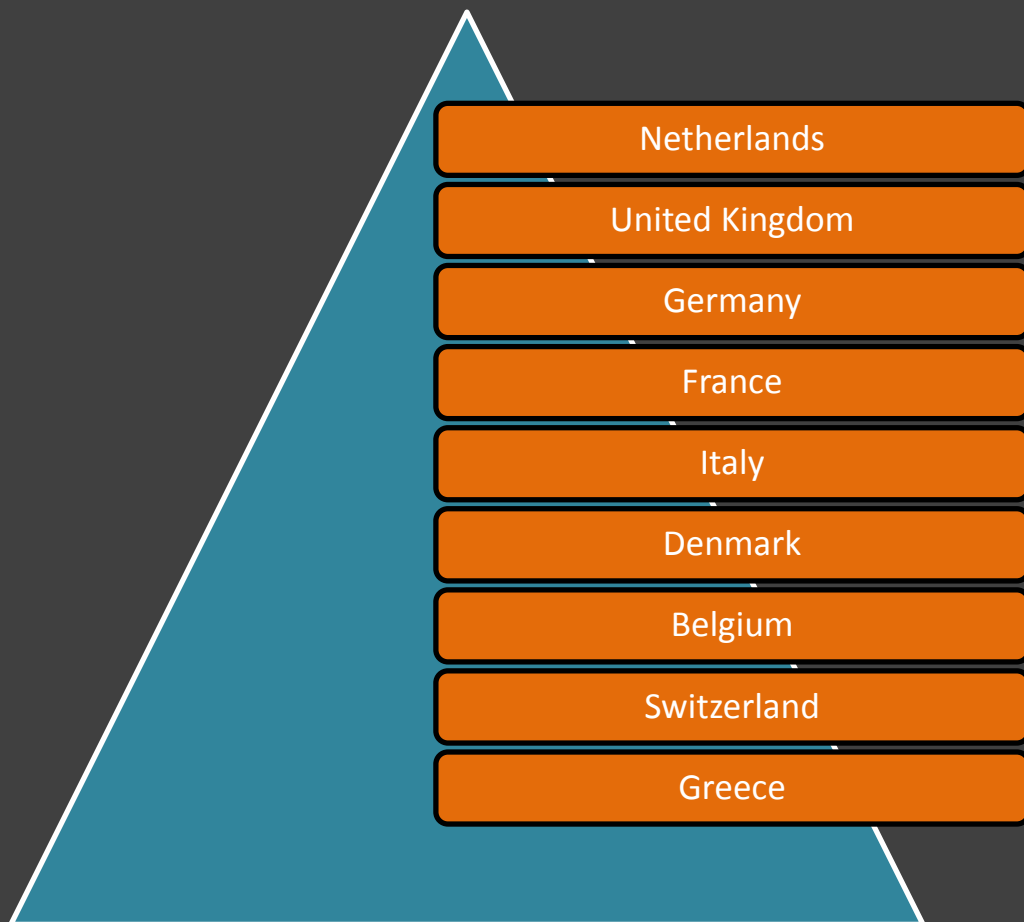 Netherlands
United Kingdom
Germany
France
Italy
Denmark
Belgium
Switzerland
Greece